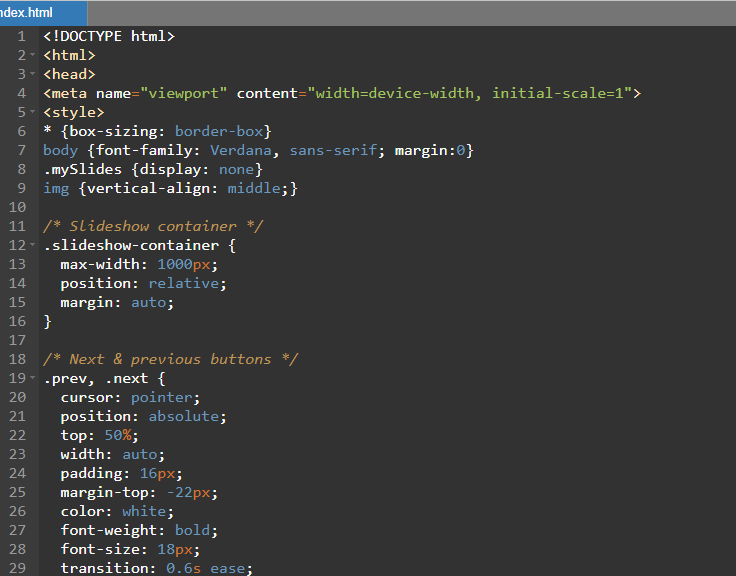 ndex.html
1 <!DOCTYPE html>
2 <html>
3 <head>
4 <meta name="viewport" content="width=device-width, initial-scale=1">
5 <style>
6 * {box-sizing: border-box}
7 body {font-family: Verdana, sans-serif; margin:0}
8 .mySlides {display: none}
9 img {vertical-align: middle;}
10
11 /* Slideshow container */
12 .slideshow-container {
13   max-width: 1000px;
14   position: relative;
15   margin: auto;
16 }
17
18 /* Next & previous buttons */
19 .prev, .next {
20   cursor: pointer;
21   position: absolute;
22   top: 50%;
23   width: auto;
24   padding: 16px;
25   margin-top: -22px;
26   color: white;
27   font-weight: bold;
28   font-size: 18px;
29   transition: 0.6s ease;